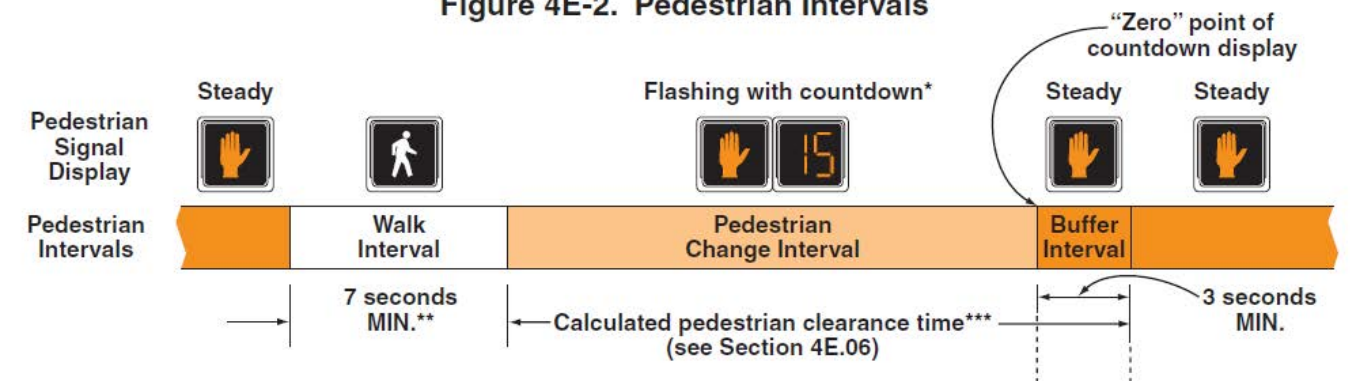 Figure 4E-2. Pedestrian Intervals
“Zero” point of
countdown display
Steady
Flashing with countdown*
Steady
Steady
Pedestrian
Signal
Display
15
Pedestrian
Intervals
Walk
Interval
Pedestrian
Change Interval
Buffer
Interval
7 seconds
MIN.**
Calculated pedestrian clearance time***
(see Section 4E.06)
3 seconds
MIN.